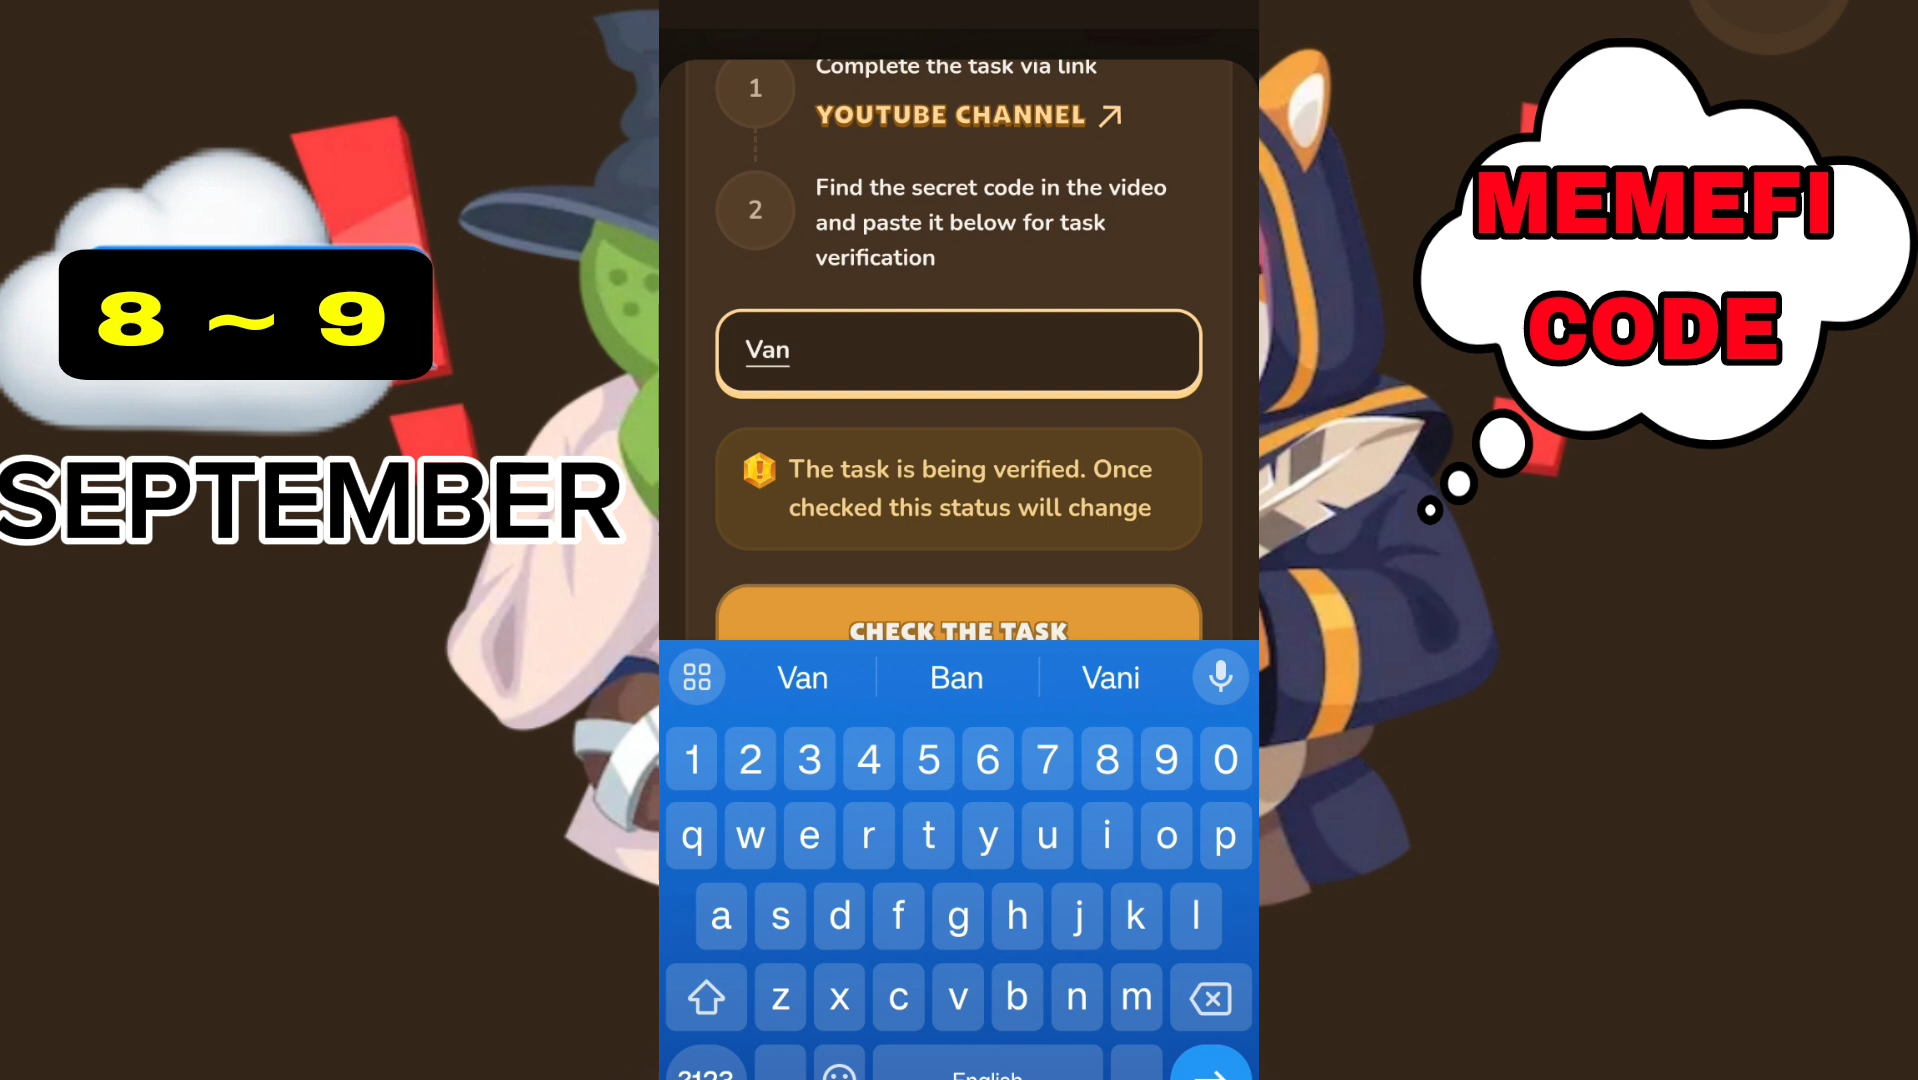 8 ~ 9
SEPTEMBER
1
Complete the task via link
YOUTUBE CHANNEL
2
Find the secret code in the video
and paste it below for task
verification
Van
The task is being verified. Once
checked this status will change
CHECK THE TASK
Van Ban Vani
1 2 3 4 5 6 7 8 9 0
q w e r t y u i o p
a s d f g h j k l
z x c v b n m
?123 English
MEMEFI
CODE